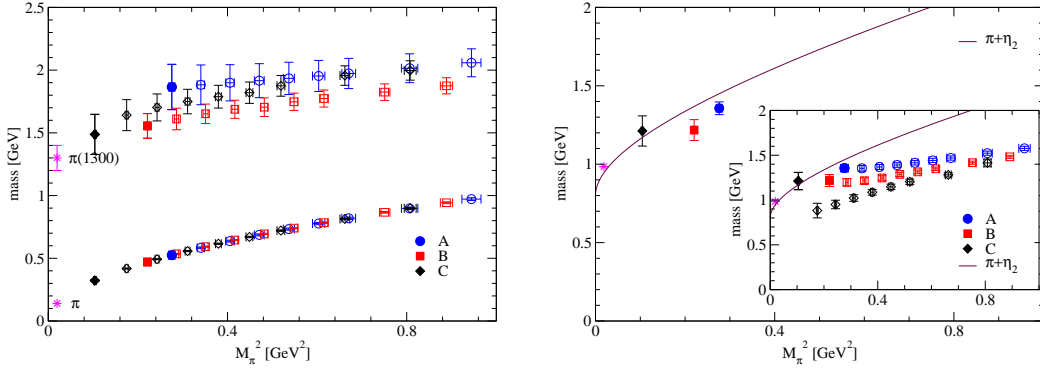 2.5
2
1.5
1
0.5
0
mass [GeV]
π(1300)
π
A
B
C
0 0.4 0.8
M_π^2 [GeV^2]
2
1.5
1
0.5
0
mass [GeV]
π+η_2
2
1.5
1
0.5
0
mass [GeV]
A
B
C
π+η_2
0 0.4 0.8
0 0.4 0.8
M_π^2 [GeV^2]